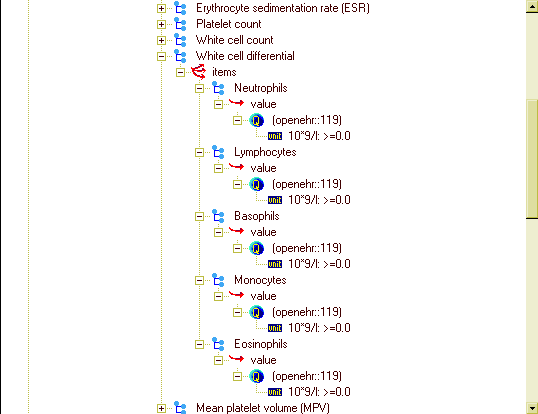 Erythrocyte sedimentation rate (ESR)
Platelet count
White cell count
White cell differential
items
Neutrophils
value
Q (openehr::119)
unit 10*9/l: >=0.0
Lymphocytes
value
Q (openehr::119)
unit 10*9/l: >=0.0
Basophils
value
Q (openehr::119)
unit 10*9/l: >=0.0
Monocytes
value
Q (openehr::119)
unit 10*9/l: >=0.0
Eosinophils
value
Q (openehr::119)
unit 10*9/l: >=0.0
Mean platelet volume (MPV)